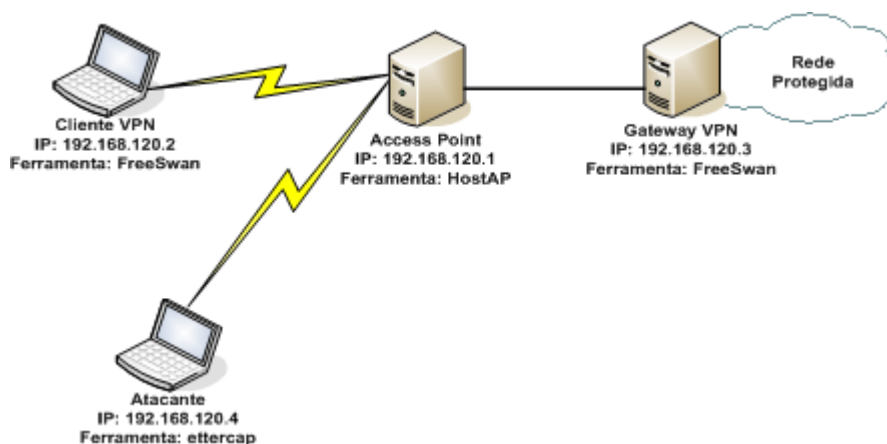 Rede
Protegida
Cliente VPN
IP: 192.168.120.2
Ferramenta: FreeSwan
Access Point
IP: 192.168.120.1
Ferramenta: HostAP
Gateway VPN
IP: 192.168.120.3
Ferramenta: FreeSwan
Atacante
IP: 192.168.120.4
Ferramenta: ettercap